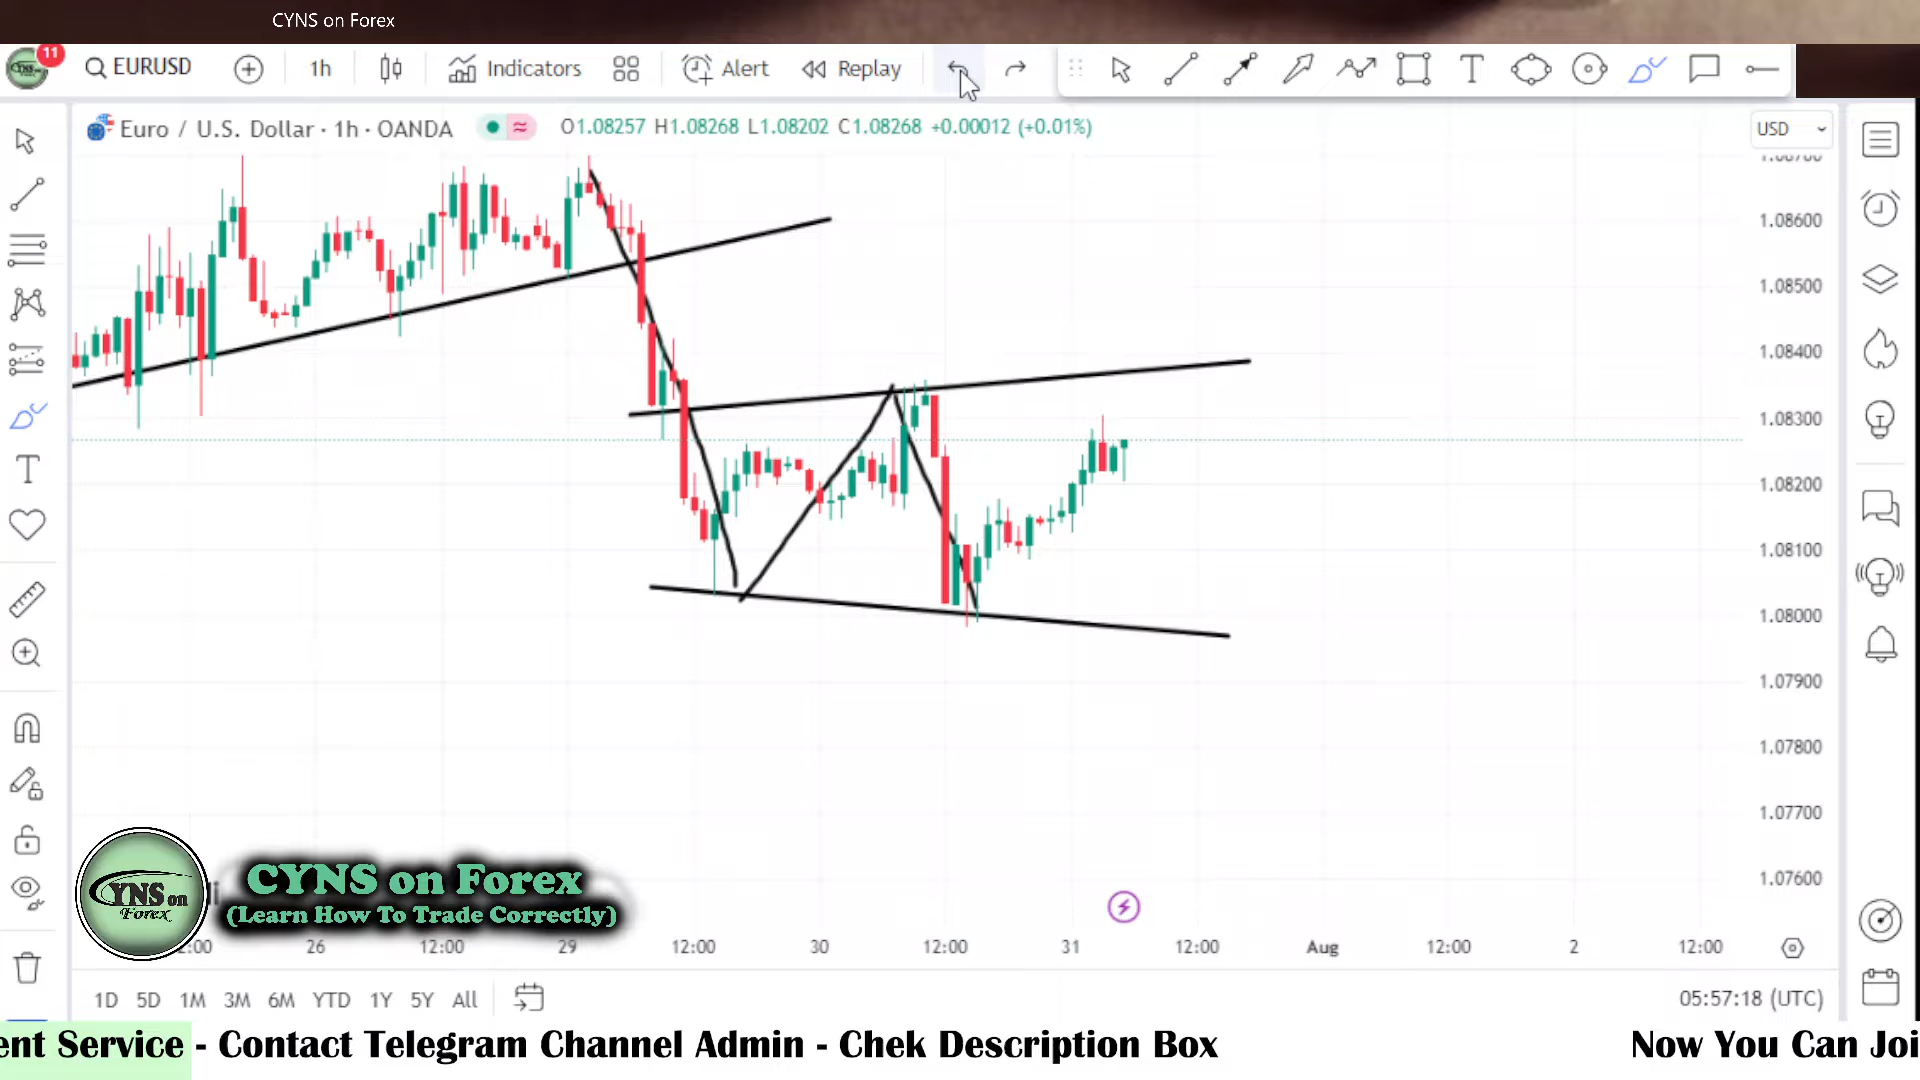 CYNS on Forex
11
EURUSD
1h
Indicators
Alert
Replay
Euro / U.S. Dollar · 1h · OANDA
O1.08257 H1.08268 L1.08202 C1.08268 +0.00012 (+0.01%)
USD
1.08600
1.08500
1.08400
1.08300
1.08200
1.08100
1.08000
1.07900
1.07800
1.07700
1.07600
CYNS on Forex
(Learn How To Trade Correctly)
YNS on
Forex
26 12:00 29 12:00 30 12:00 31 12:00 Aug 12:00 2 12:00
1D 5D 1M 3M 6M YTD 1Y 5Y All
05:57:18 (UTC)
ent Service - Contact Telegram Channel Admin - Chek Description Box
Now You Can Joi